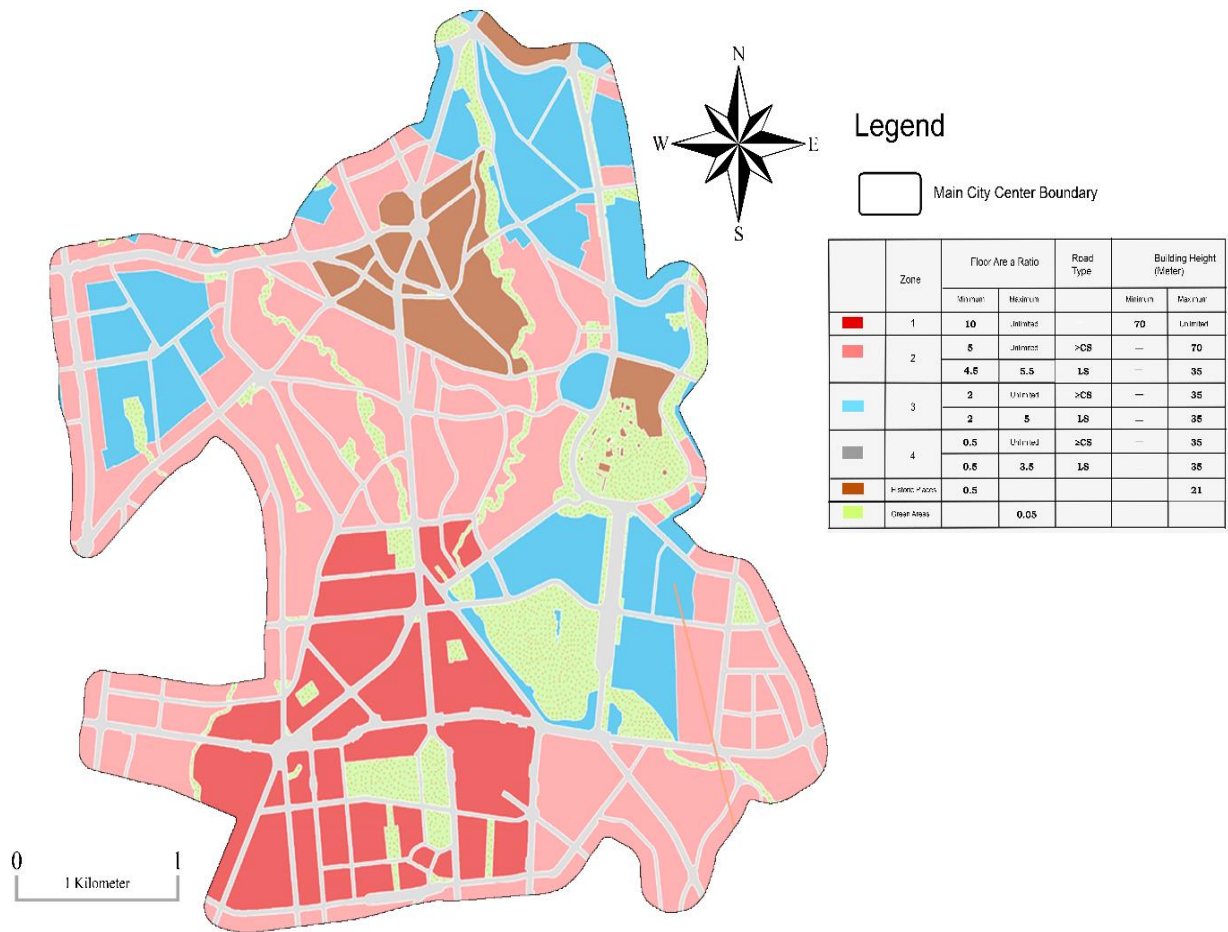 N
W
E
S
Legend
Main City Center Boundary
Zone
Floor Are a Ratio
Road
Type
Building Height
(Meter)
Minimum
Maximum
Minimum
Maximum
1
10
Unlimited
70
Unlimited
2
5
Unlimited
>CS
—
70
4.5
5.5
LS
—
35
3
2
Unlimited
>CS
—
35
2
5
LS
—
35
4
0.5
Unlimited
≥CS
35
0.5
3.5
LS
35
Historic Places
0.5
21
Green Areas
0.05
0
1
1 Kilometer